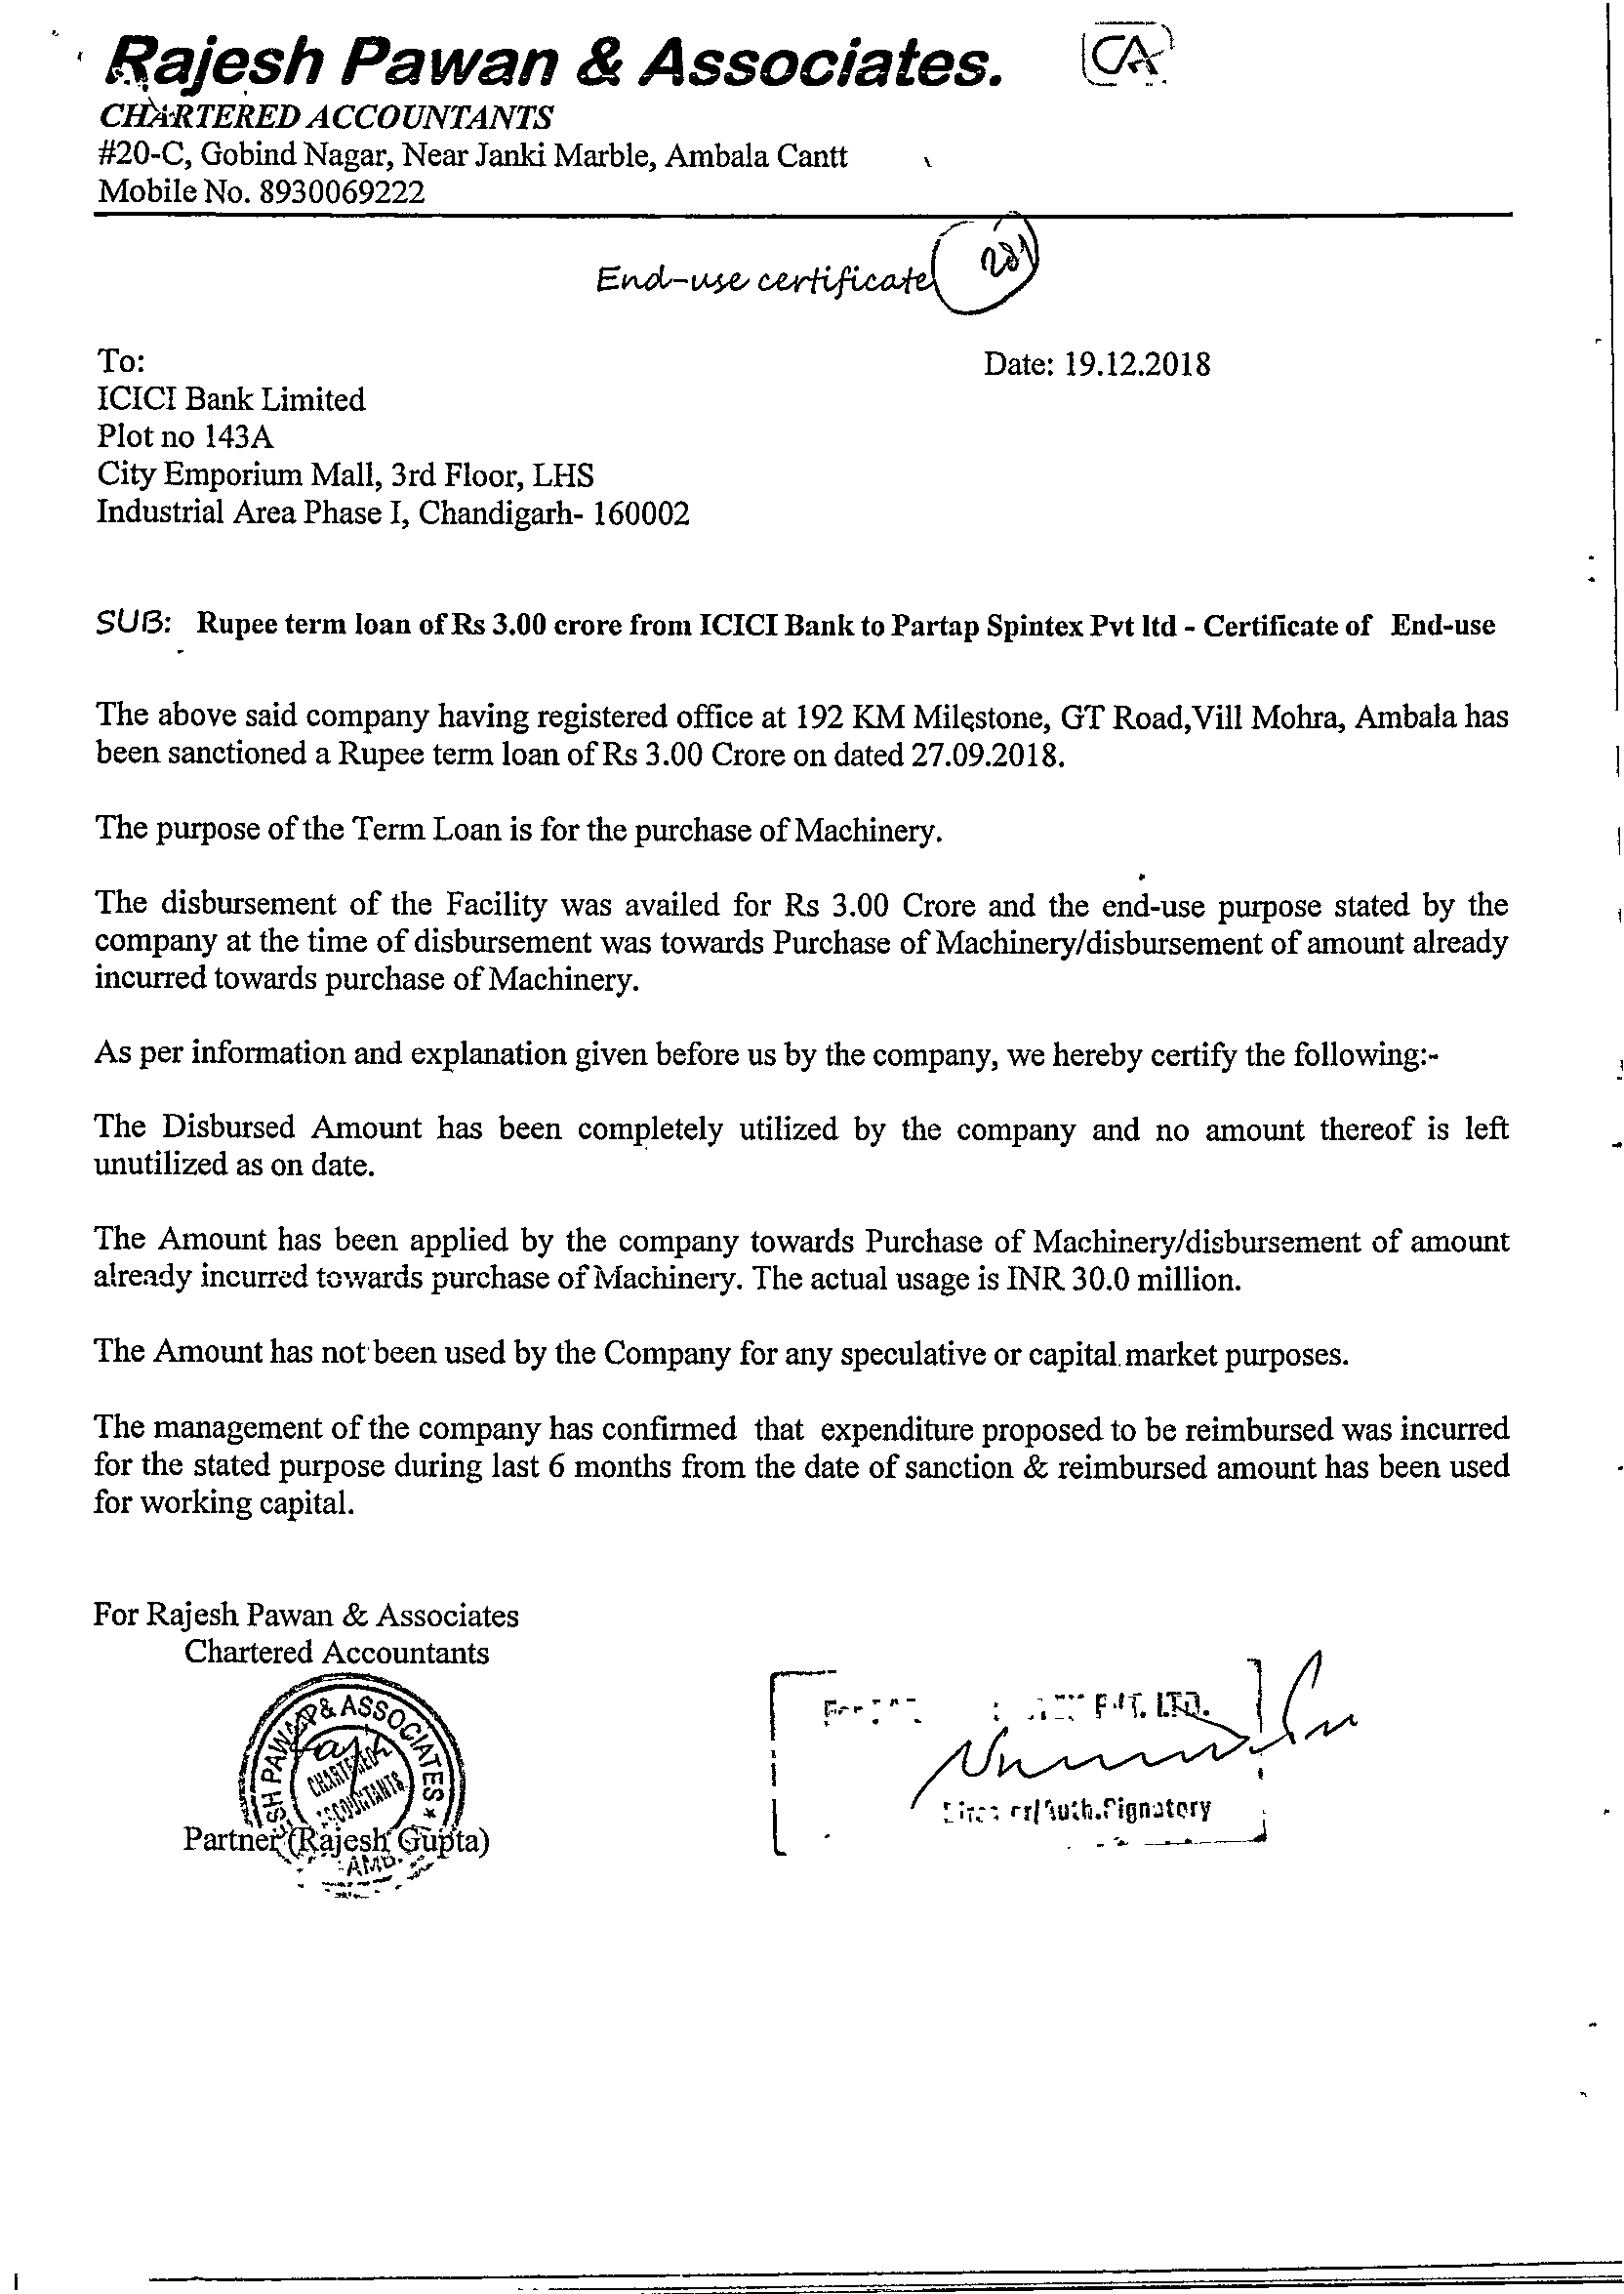 Rajesh Pawan & Associates.
CA
CHARTERED ACCOUNTANTS
#20-C, Gobind Nagar, Near Janki Marble, Ambala Cantt
Mobile No. 8930069222
End-use certificate
To:
Date: 19.12.2018
ICICI Bank Limited
Plot no 143A
City Emporium Mall, 3rd Floor, LHS
Industrial Area Phase I, Chandigarh- 160002
SUB: Rupee term loan of Rs 3.00 crore from ICICI Bank to Partap Spintex Pvt ltd - Certificate of End-use
The above said company having registered office at 192 KM Milestone, GT Road,Vill Mohra, Ambala has
been sanctioned a Rupee term loan of Rs 3.00 Crore on dated 27.09.2018.
The purpose of the Term Loan is for the purchase of Machinery.
The disbursement of the Facility was availed for Rs 3.00 Crore and the end-use purpose stated by the
company at the time of disbursement was towards Purchase of Machinery/disbursement of amount already
incurred towards purchase of Machinery.
As per information and explanation given before us by the company, we hereby certify the following:-
The Disbursed Amount has been completely utilized by the company and no amount thereof is left
unutilized as on date.
The Amount has been applied by the company towards Purchase of Machinery/disbursement of amount
already incurred towards purchase of Machinery. The actual usage is INR 30.0 million.
The Amount has not been used by the Company for any speculative or capital market purposes.
The management of the company has confirmed that expenditure proposed to be reimbursed was incurred
for the stated purpose during last 6 months from the date of sanction & reimbursed amount has been used
for working capital.
For Rajesh Pawan & Associates
Chartered Accountants
PAWAN & ASSOCIATES
CHARTERED
ACCOUNTANTS
LTD.
Auth.Signatory
Partner (Rajesh Gupta)